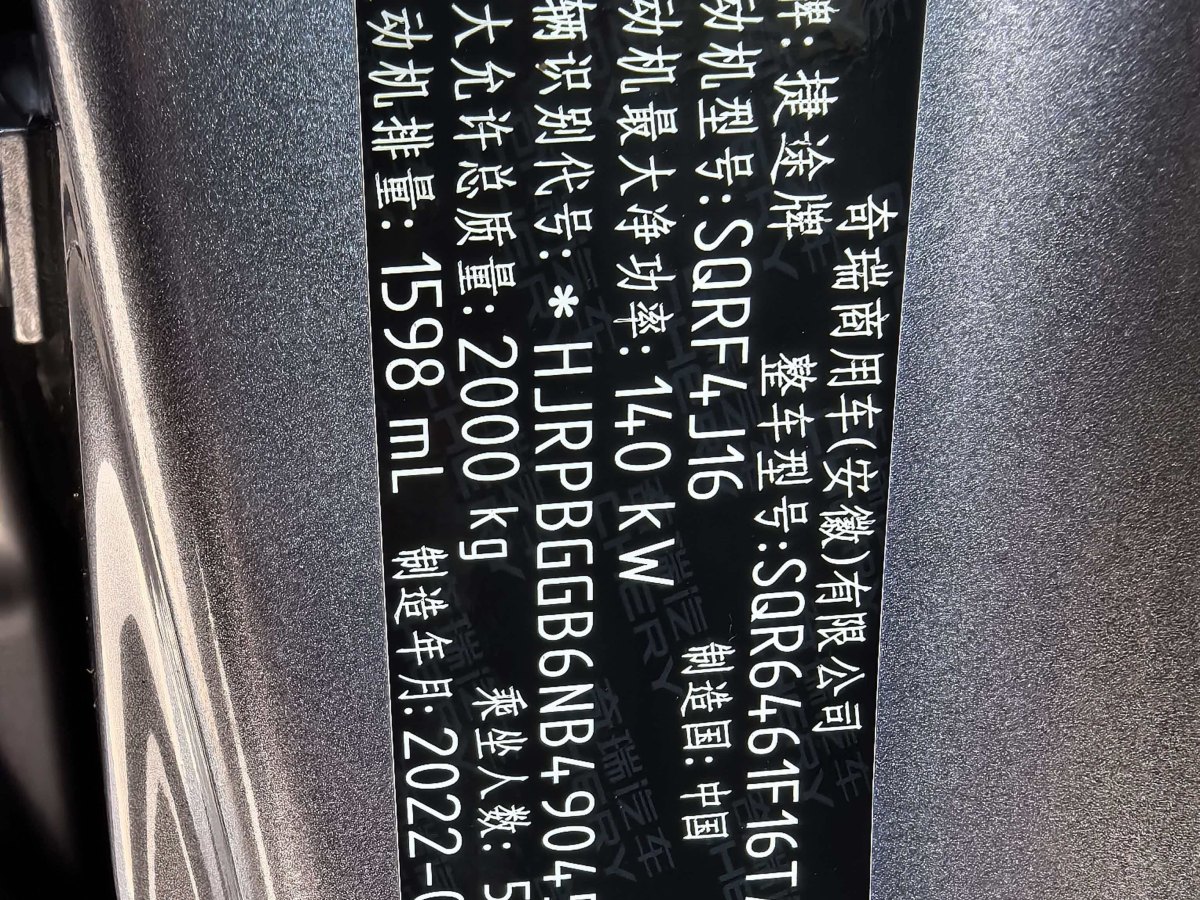 奇瑞商用车(安徽)有限公司
牌: 捷途牌 整车型号:SQR6461F16T
动机型号: SQRF4J16 制造国: 中国
动机最大净功率: 140 kW
辆识别代号: *HJRPBGGB6NB4904
大允许总质量: 2000 kg 乘坐人数: 5
动机排量: 1598 mL 制造年月: 2022-